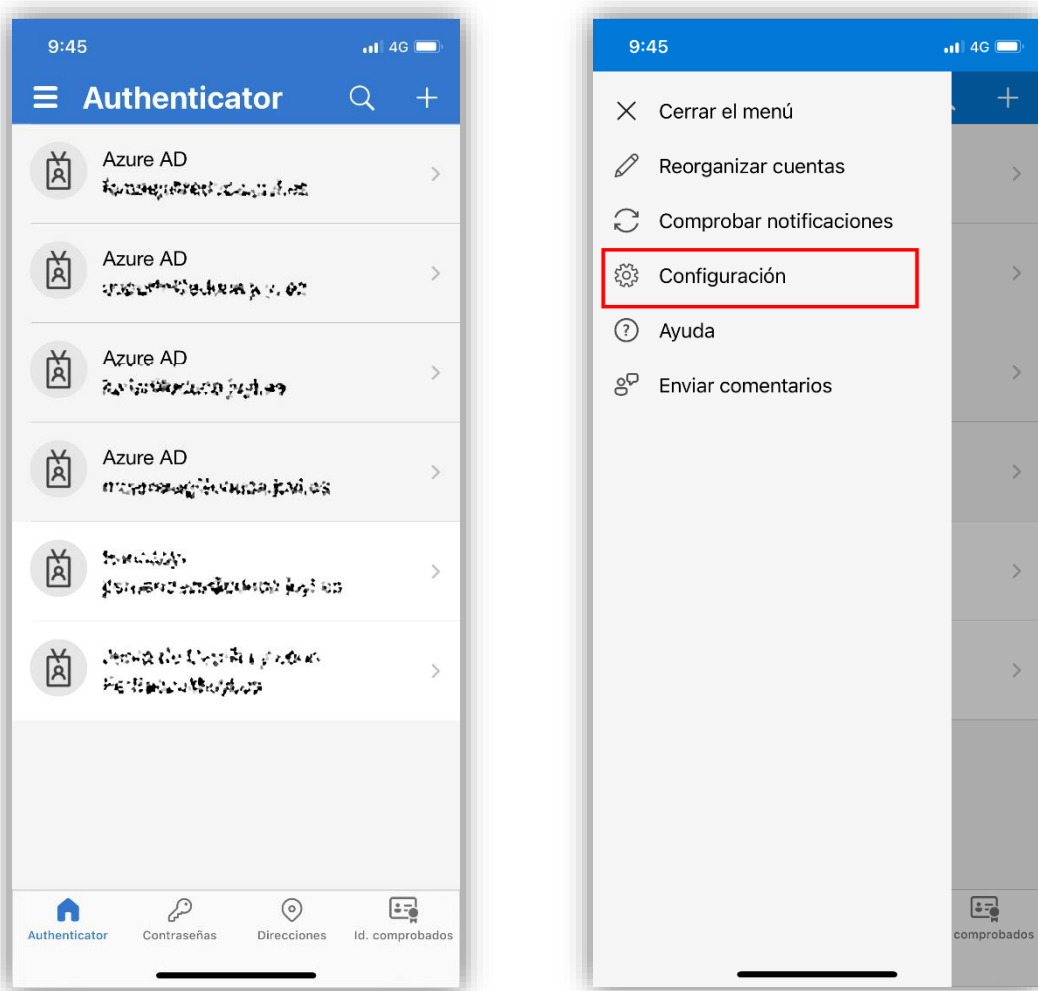 9:45
4G
Authenticator
Azure AD
Azure AD
Azure AD
Azure AD
Authenticator
Contraseñas
Direcciones
Id. comprobados
9:45
4G
Cerrar el menú
Reorganizar cuentas
Comprobar notificaciones
Configuración
Ayuda
Enviar comentarios
comprobados